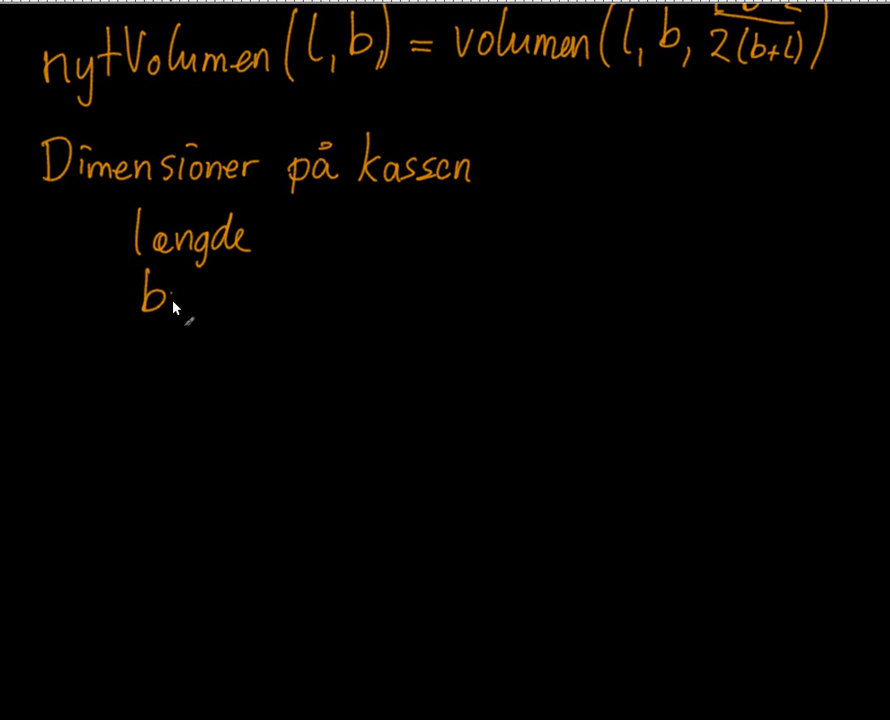 nytVolumen(l, b,) = volumen(l, b, 2(b+l))
Dimensioner på kassen
længde
b